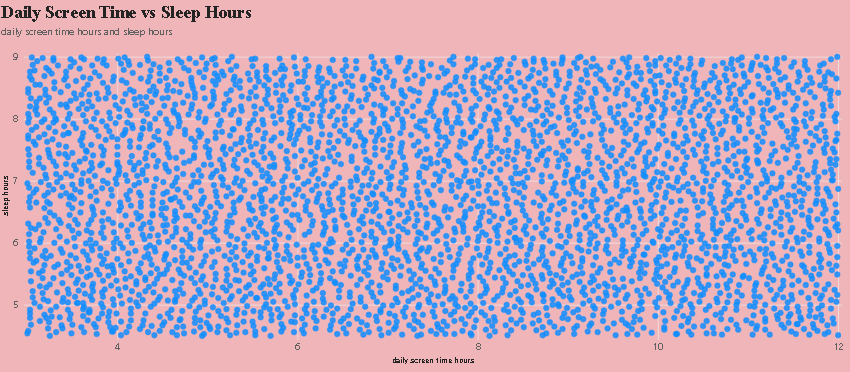 Daily Screen Time vs Sleep Hours
daily screen time hours and sleep hours
9
8
7
6
5
sleep hours
4
6
8
10
12
daily screen time hours